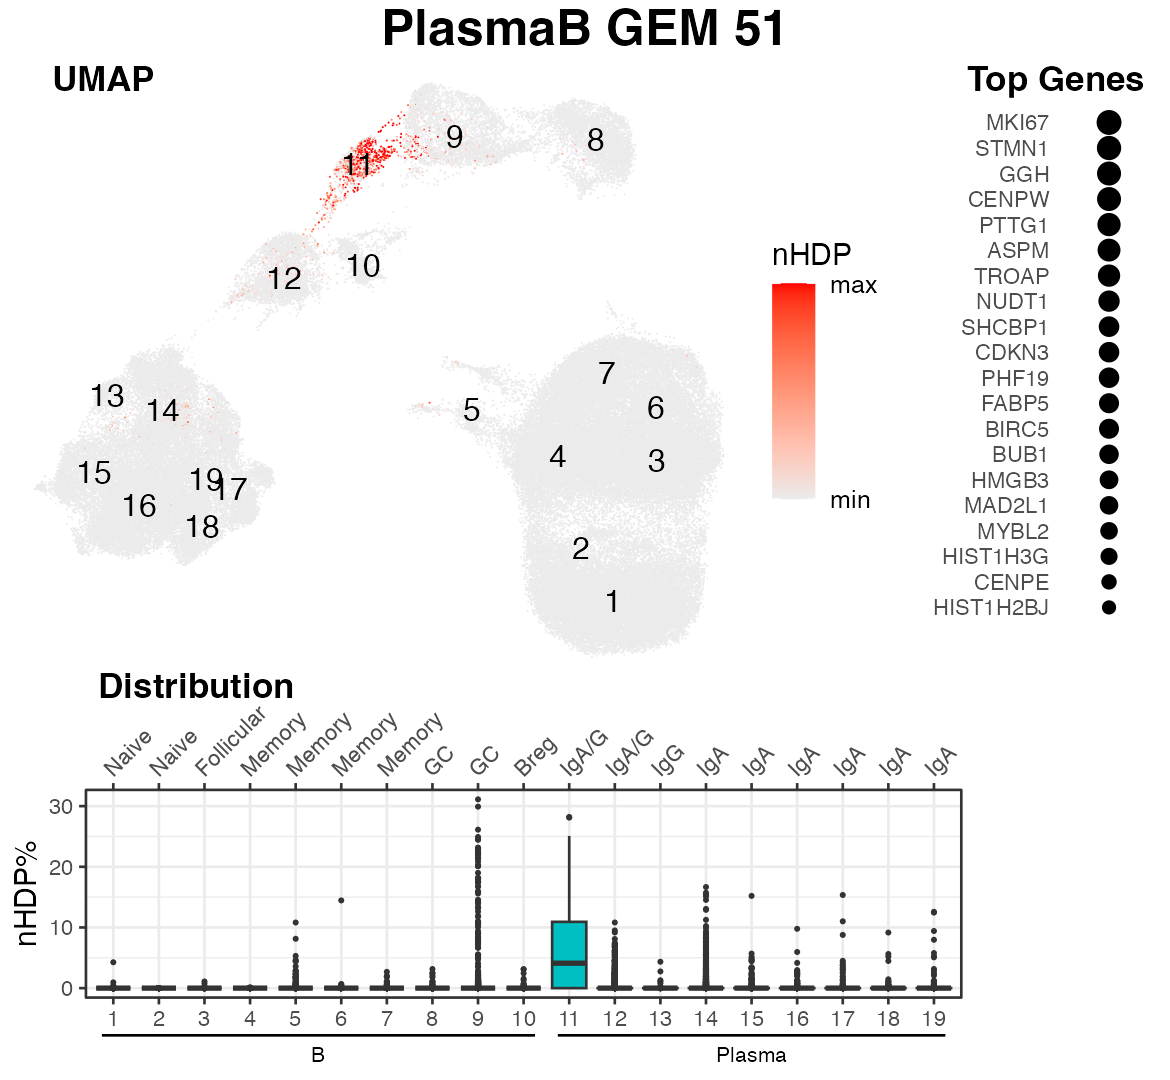 PlasmaB GEM 51
UMAP
Top Genes
9
8
11
12
10
7
13
14
5
6
4
3
15
19
17
16
18
2
1
nHDP
max
min
MKI67
STMN1
GGH
CENPW
PTTG1
ASPM
TROAP
NUDT1
SHCBP1
CDKN3
PHF19
FABP5
BIRC5
BUB1
HMGB3
MAD2L1
MYBL2
HIST1H3G
CENPE
HIST1H2BJ
Distribution
Naive Naive Follicular Memory Memory Memory Memory GC GC Breg IgA/G IgA/G IgG IgA IgA IgA IgA IgA IgA
nHDP%
30
20
10
0
1 2 3 4 5 6 7 8 9 10 11 12 13 14 15 16 17 18 19
B Plasma